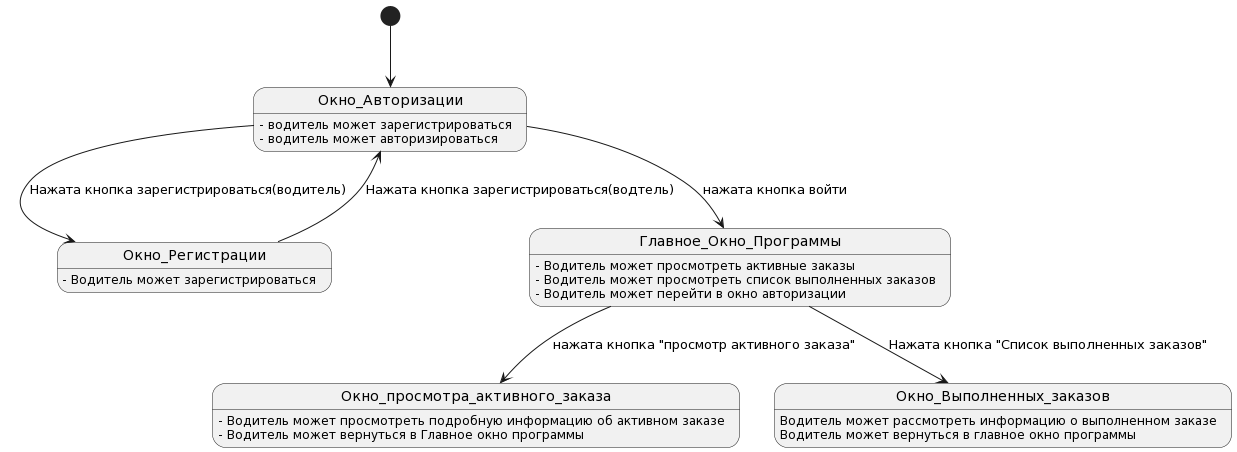 Окно_Авторизации
- водитель может зарегистрироваться
- водитель может авторизироваться
Нажата кнопка зарегистрироваться(водитель)
Нажата кнопка зарегистрироваться(водтель)
нажата кнопка войти
Окно_Регистрации
- Водитель может зарегистрироваться
Главное_Окно_Программы
- Водитель может просмотреть активные заказы
- Водитель может просмотреть список выполненных заказов
- Водитель может перейти в окно авторизации
нажата кнопка "просмотр активного заказа"
Нажата кнопка "Список выполненных заказов"
Окно_просмотра_активного_заказа
- Водитель может просмотреть подробную информацию об активном заказе
- Водитель может вернуться в Главное окно программы
Окно_Выполненных_заказов
Водитель может рассмотреть информацию о выполненном заказе
Водитель может вернуться в главное окно программы